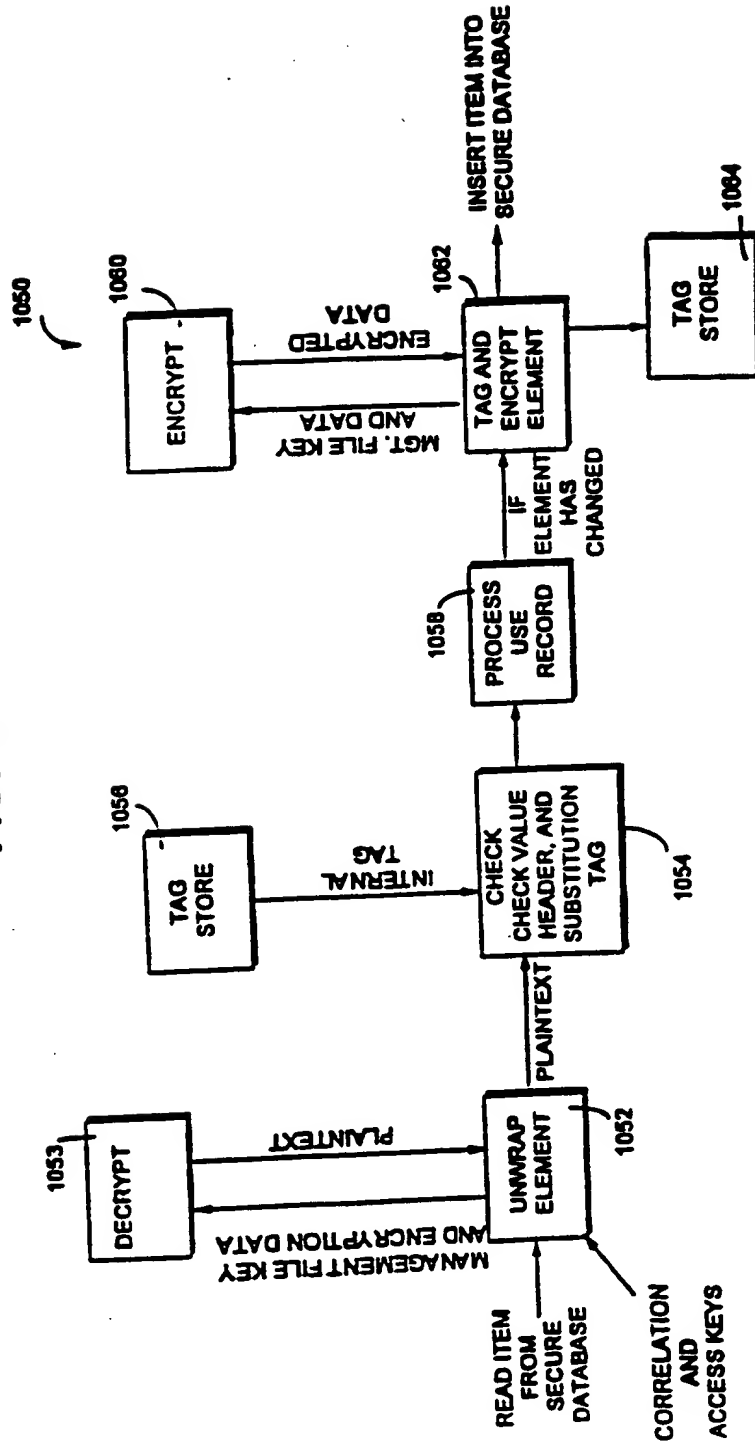 1050
1053
DECRYPT
MANAGEMENT FILE KEY
AND ENCRYPTION DATA
PLAINTEXT
READ ITEM
FROM
SECURE
DATABASE
CORRELATION
AND
ACCESS KEYS
UNWRAP
ELEMENT
1052
PLAINTEXT
1056
TAG
STORE
INTERNAL
TAG
CHECK
CHECK VALUE
HEADER, AND
SUBSTITUTION
TAG
1054
1058
PROCESS
USE
RECORD
IF
ELEMENT
HAS
CHANGED
1060
ENCRYPT
MGT. FILE KEY
AND DATA
ENCRYPTED
DATA
1062
TAG AND
ENCRYPT
ELEMENT
INSERT ITEM INTO
SECURE DATABASE
TAG
STORE
1064